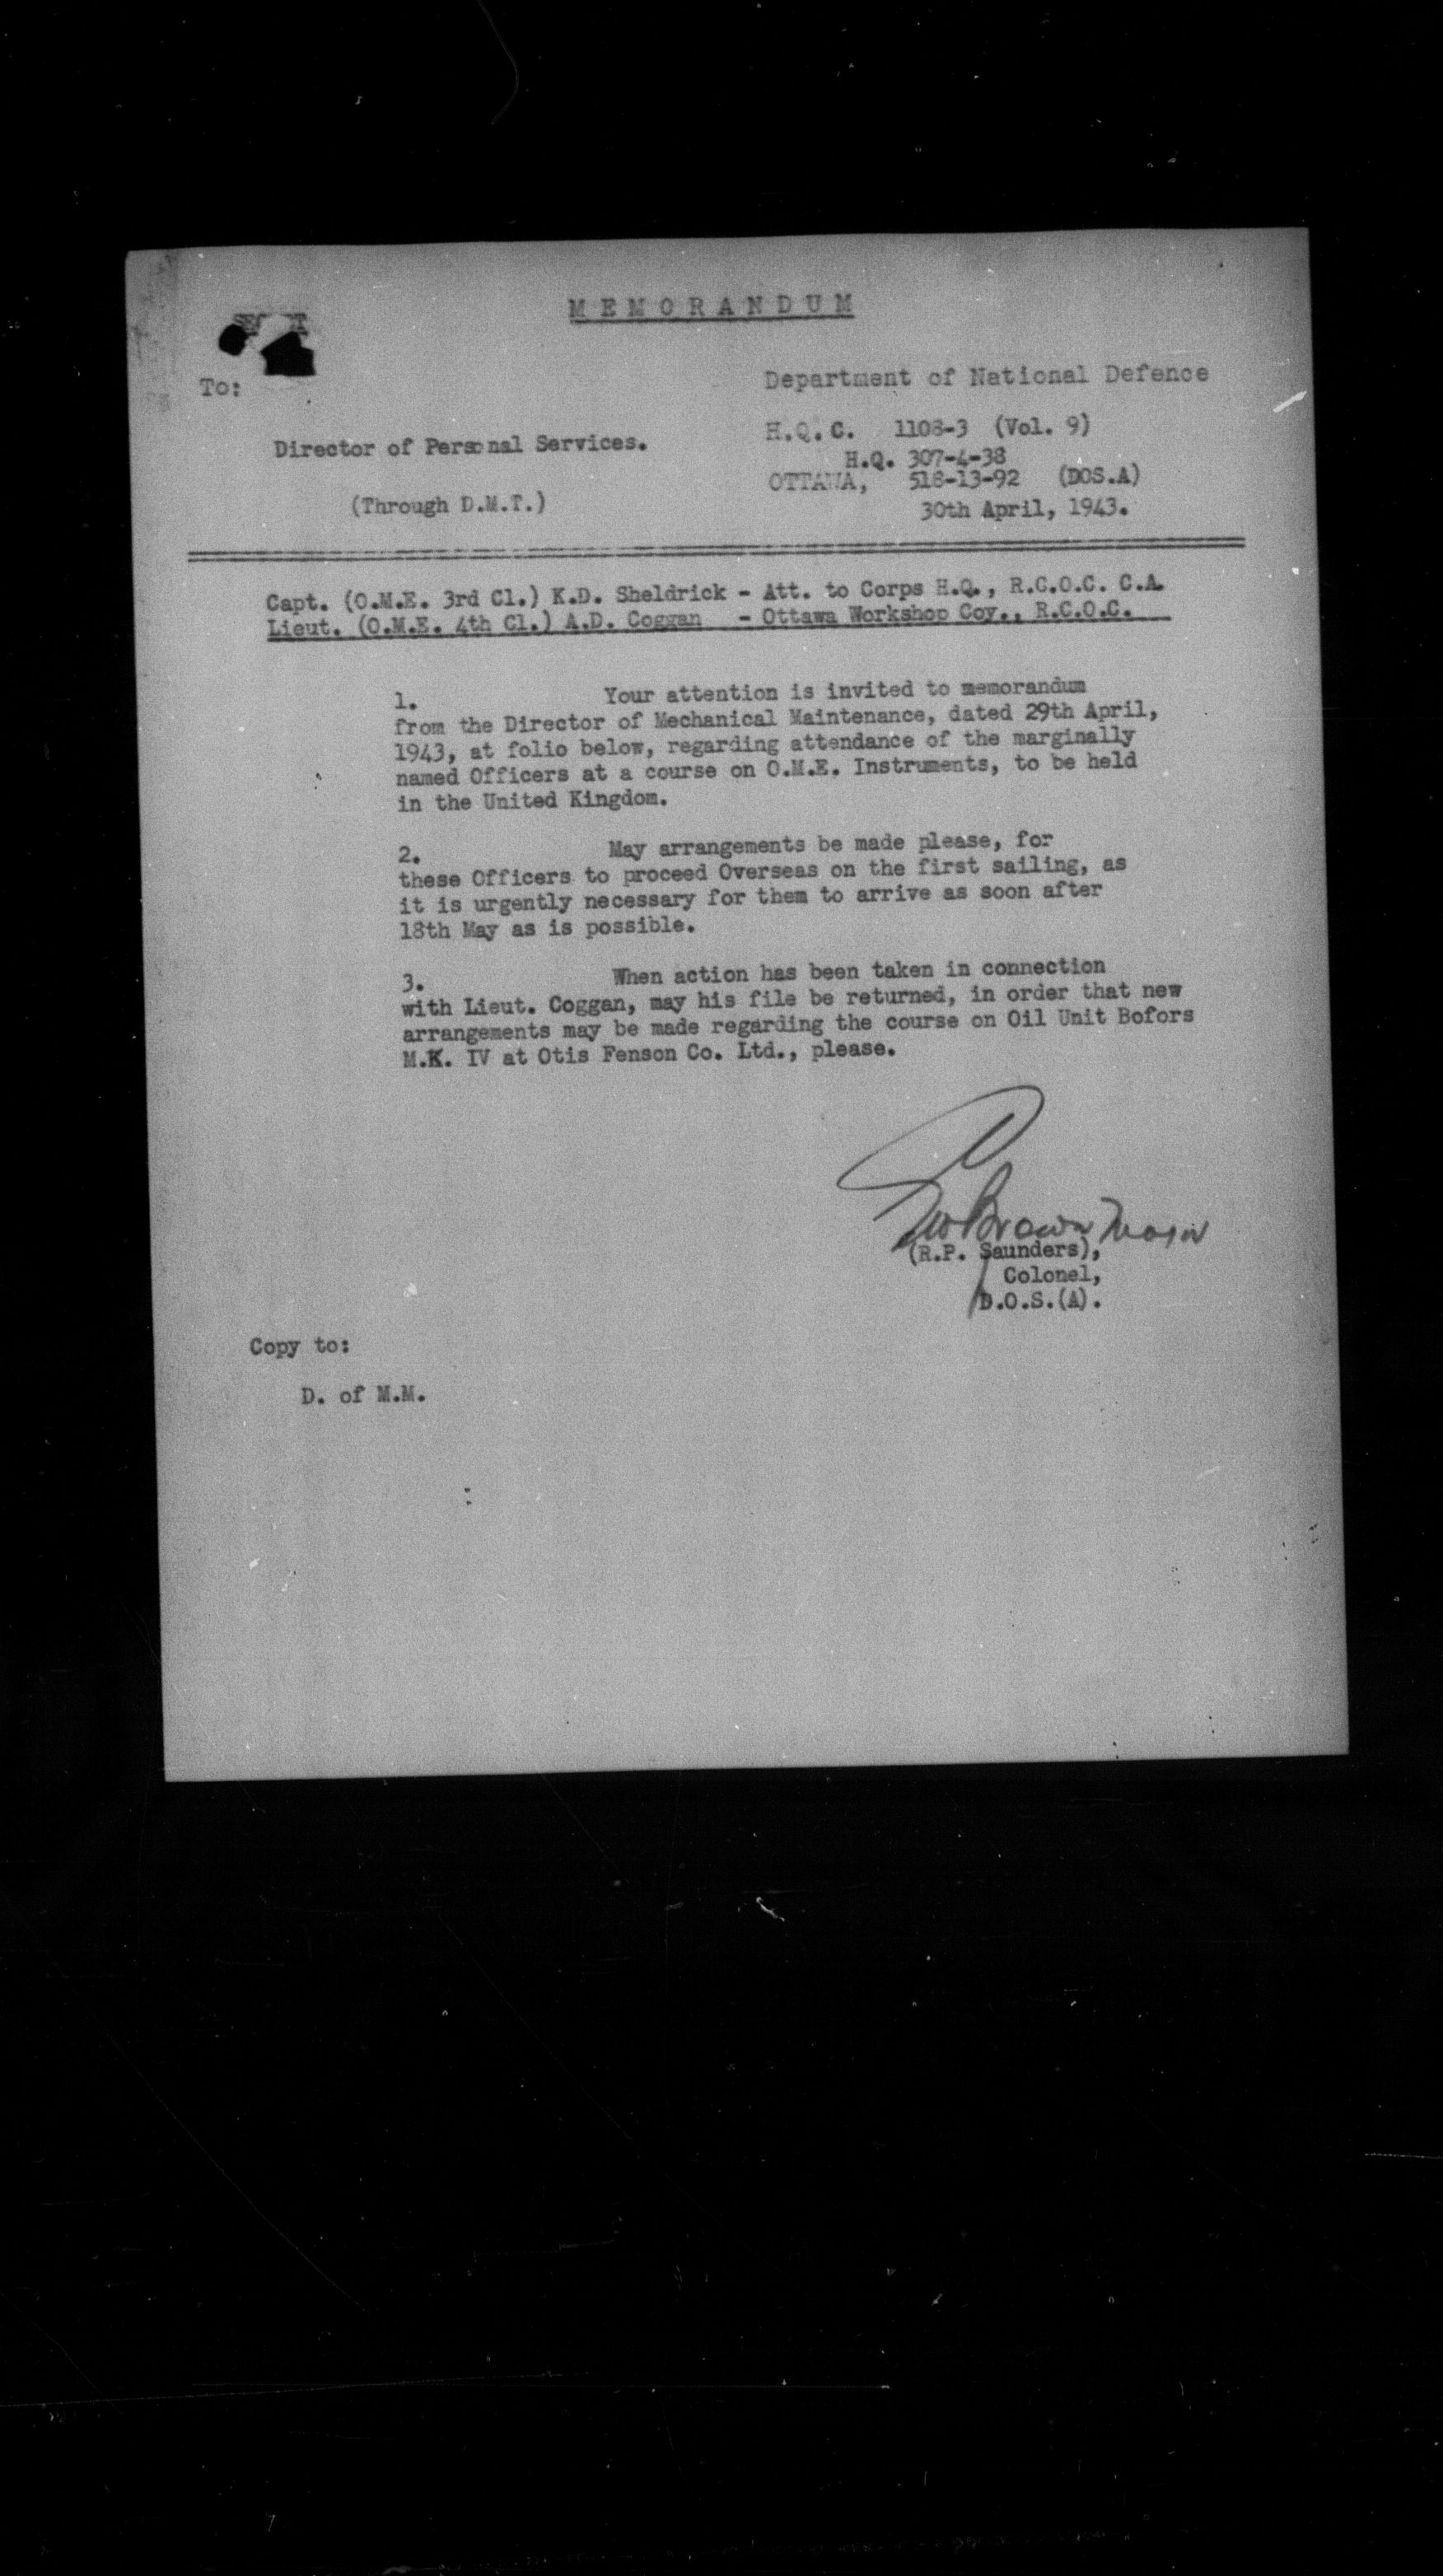 M E M O R A N D U M
To:
Department of National Defence
H.Q.C. 1108-3 (Vol. 9)
Director of Personal Services.
H.Q. 307-4-38
OTTAWA, 518-13-92 (DOS.A)
(Through D.M.T.)
30th April, 1943.
Capt. (O.M.E. 3rd Cl.) K.D. Sheldrick - Att. to Corps H.Q., R.C.O.C. C.A.
Lieut. (O.M.E. 4th Cl.) A.D. Coggan - Ottawa Workshop Coy., R.C.O.C.
1. Your attention is invited to memorandum
from the Director of Mechanical Maintenance, dated 29th April,
1943, at folio below, regarding attendance of the marginally
named Officers at a course on O.M.E. Instruments, to be held
in the United Kingdom.
2. May arrangements be made please, for
these Officers to proceed Overseas on the first sailing, as
it is urgently necessary for them to arrive as soon after
18th May as is possible.
3. When action has been taken in connection
with Lieut. Coggan, may his file be returned, in order that new
arrangements may be made regarding the course on Oil Unit Bofors
M.K. IV at Otis Fenson Co. Ltd., please.
Brown
(R.P. Saunders),
Colonel,
D.O.S.(A).
Copy to:
D. of M.M.